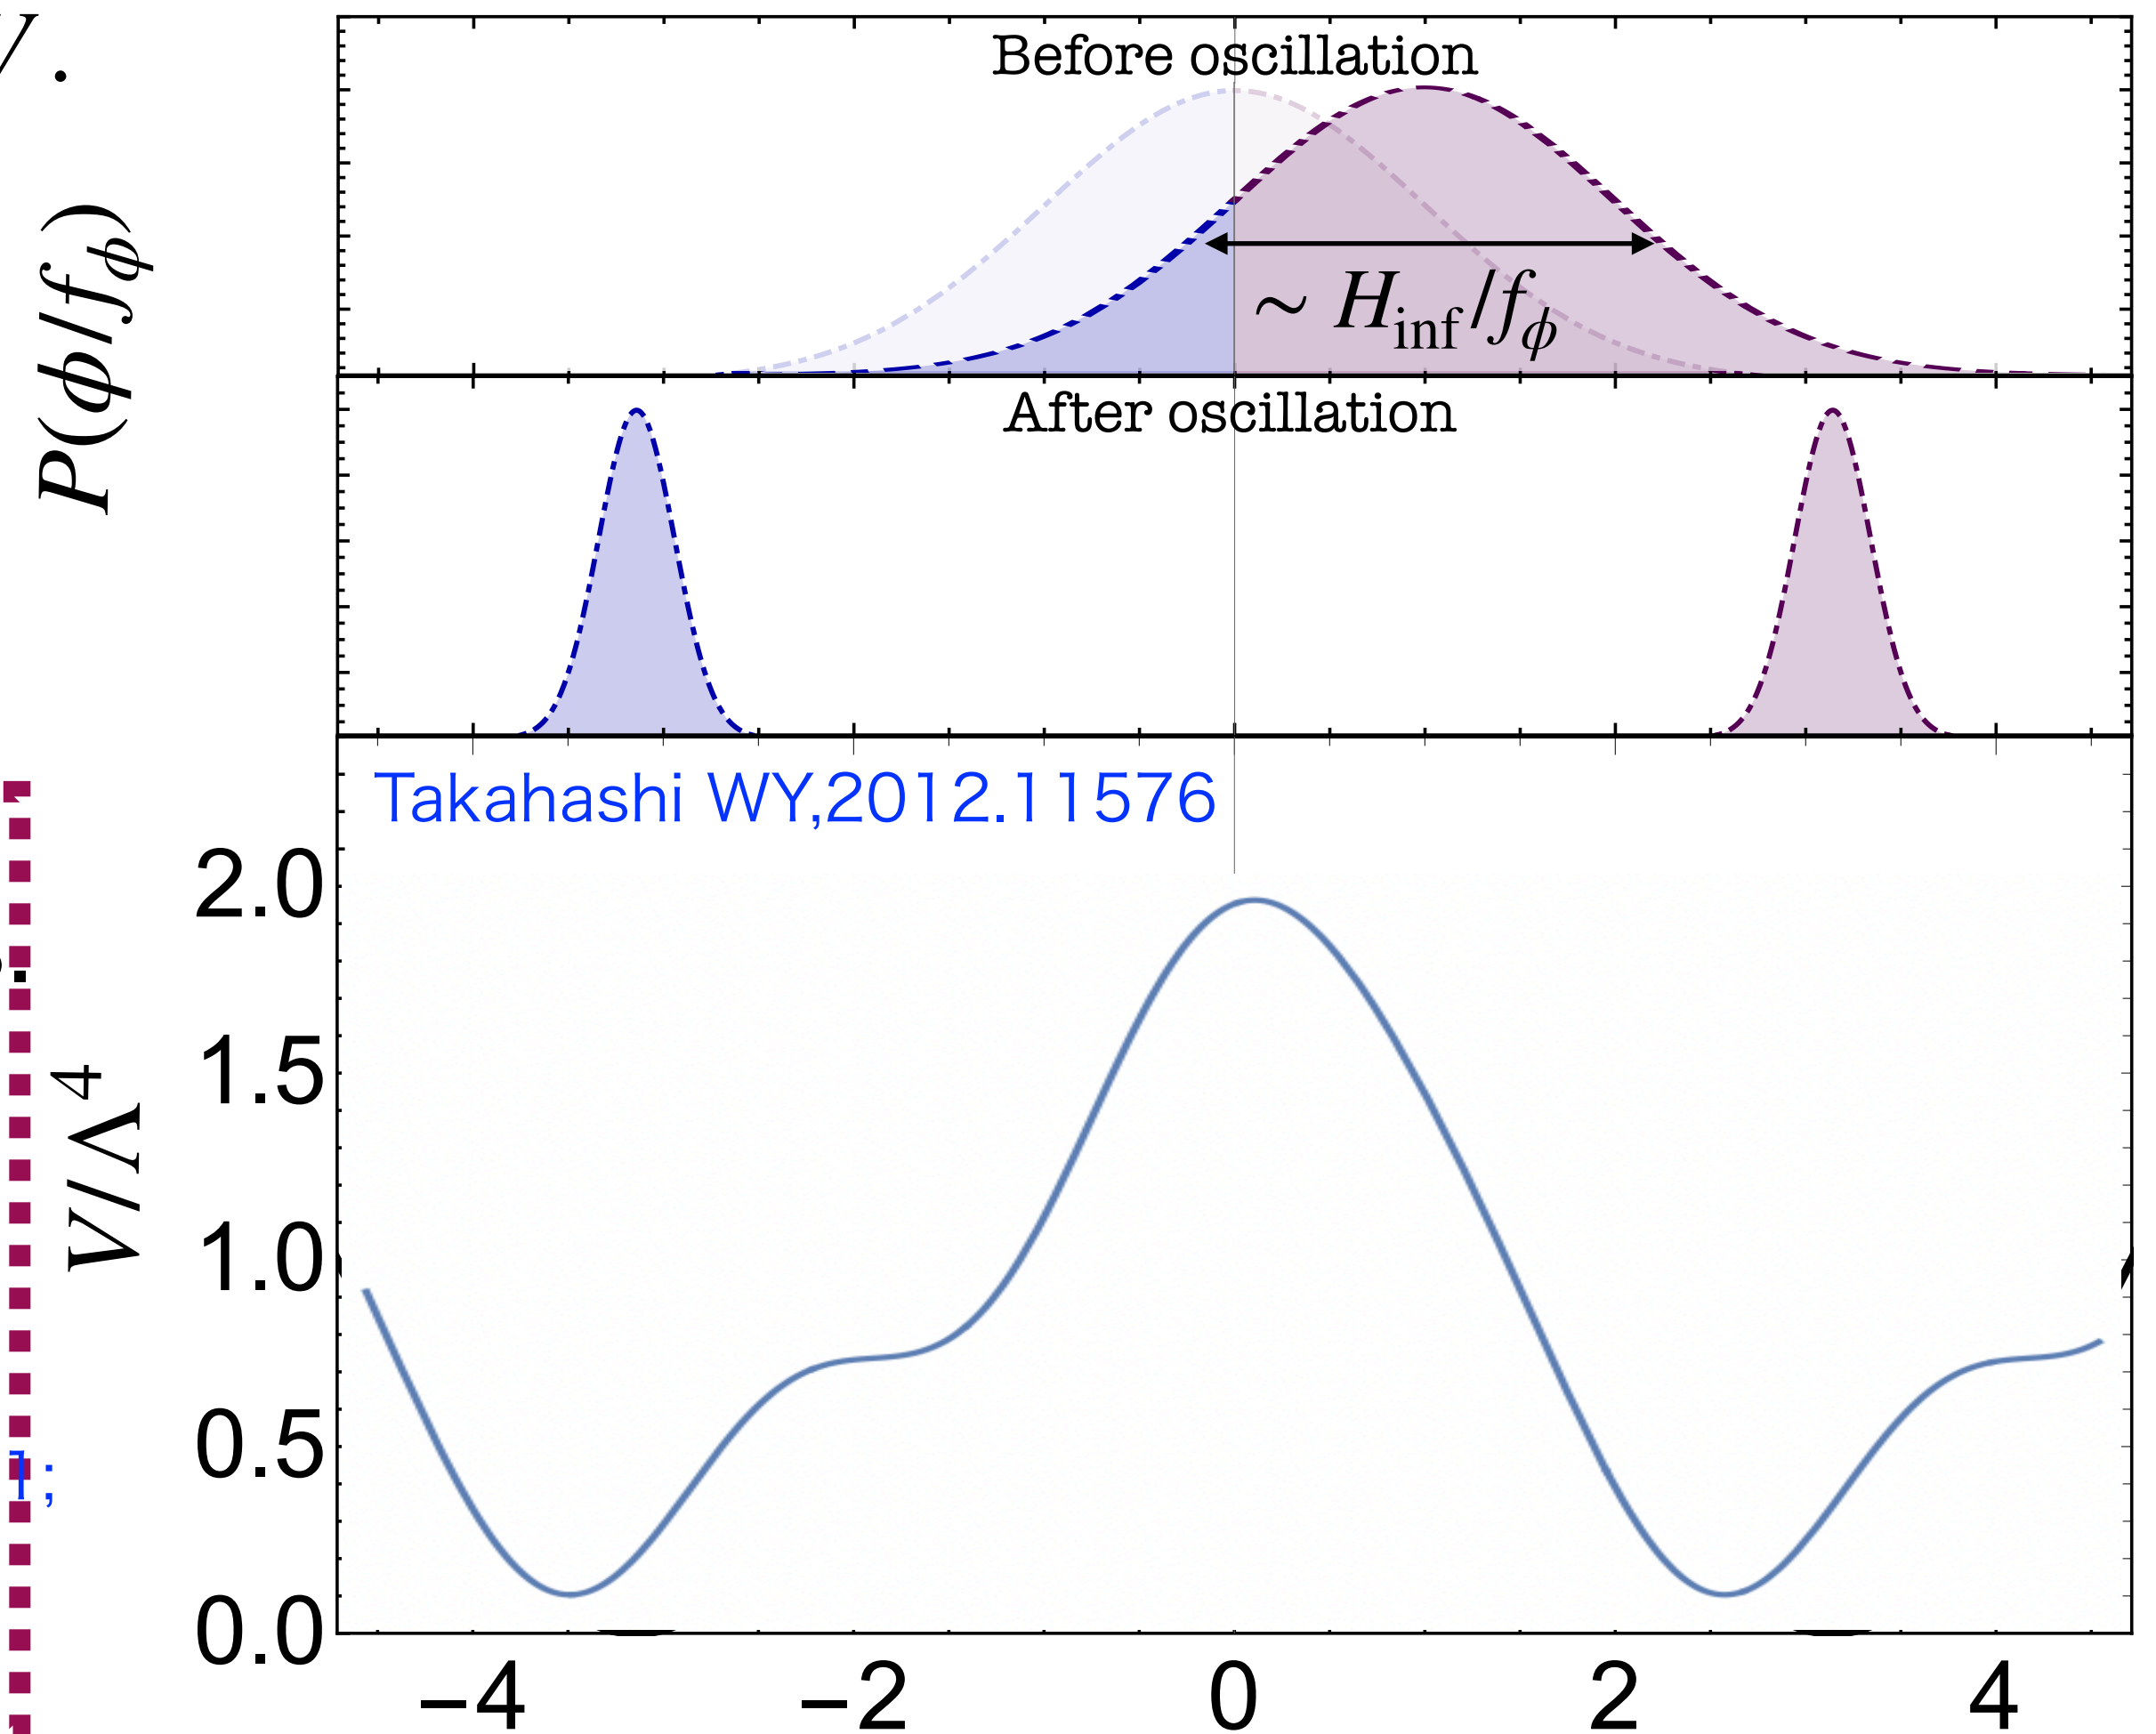 Before oscillation
P(ϕ/f_ϕ)
~ H_inf/f_ϕ
After oscillation
Takahashi WY,2012.11576
V/Λ^4
2.0
1.5
1.0
0.5
0.0
−4 −2 0 2 4